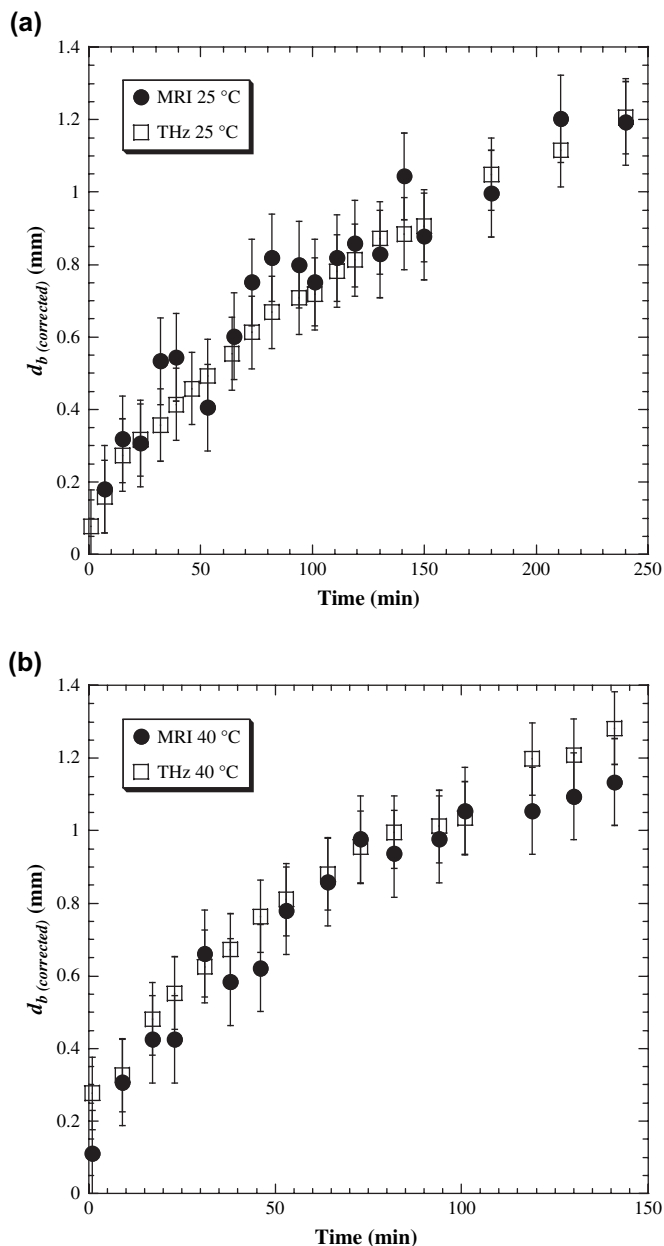 (a)
1.4
1.2
1
0.8
0.6
0.4
0.2
0
MRI 25 °C
THz 25 °C
d_b (corrected) (mm)
0 50 100 150 200 250
Time (min)
(b)
1.4
1.2
1
0.8
0.6
0.4
0.2
0
MRI 40 °C
THz 40 °C
d_b (corrected) (mm)
0 50 100 150
Time (min)